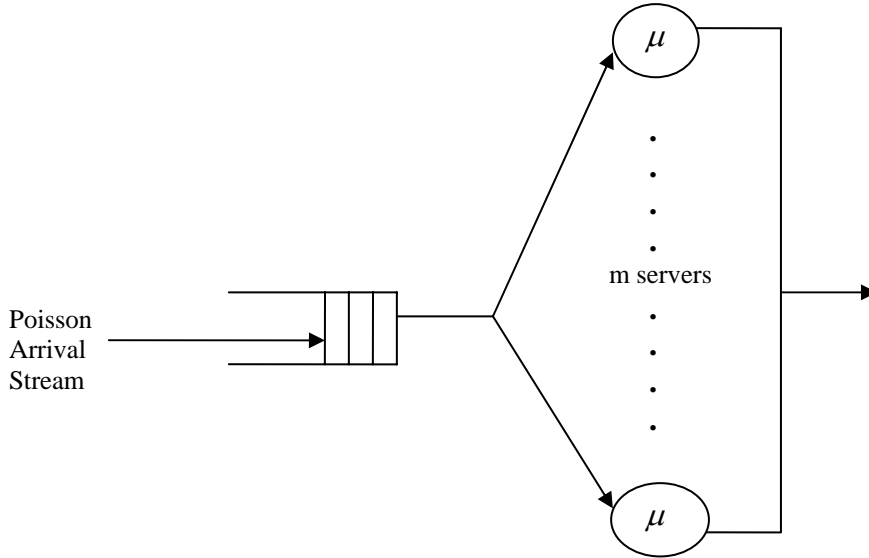 μ
m servers
Poisson
Arrival
Stream
μ